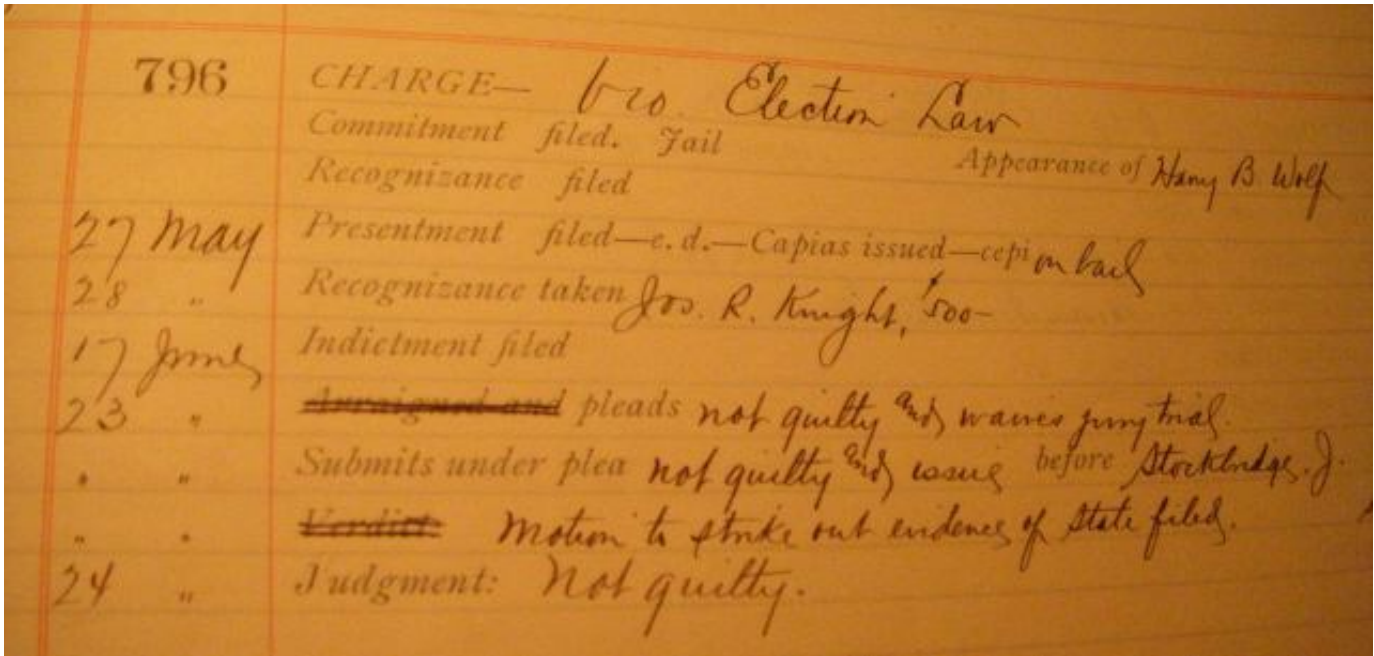 796 CHARGE— vio. Election Law
Commitment filed. Jail
Appearance of Harry B Wolf
Recognizance filed
27 May Presentment filed—c.d.—Capias issued—cepi on bail
28 " Recognizance taken Jos. R. Knight, $500—
17 June Indictment filed
23 " Arraigned and pleads not guilty and waives jury trial.
" " Submits under plea not guilty and issue before Stockbridge. J.
" " Verdict Motion to strike out evidence of State filed.
24 " Judgment: Not guilty.